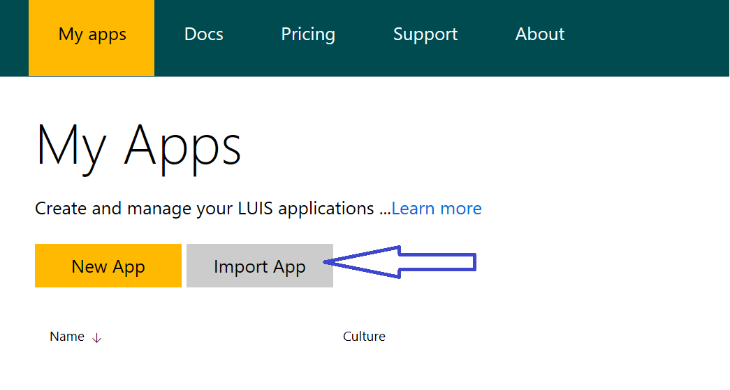 My apps Docs Pricing Support About
My Apps
Create and manage your LUIS applications ...Learn more
New App Import App
Name ↓ Culture